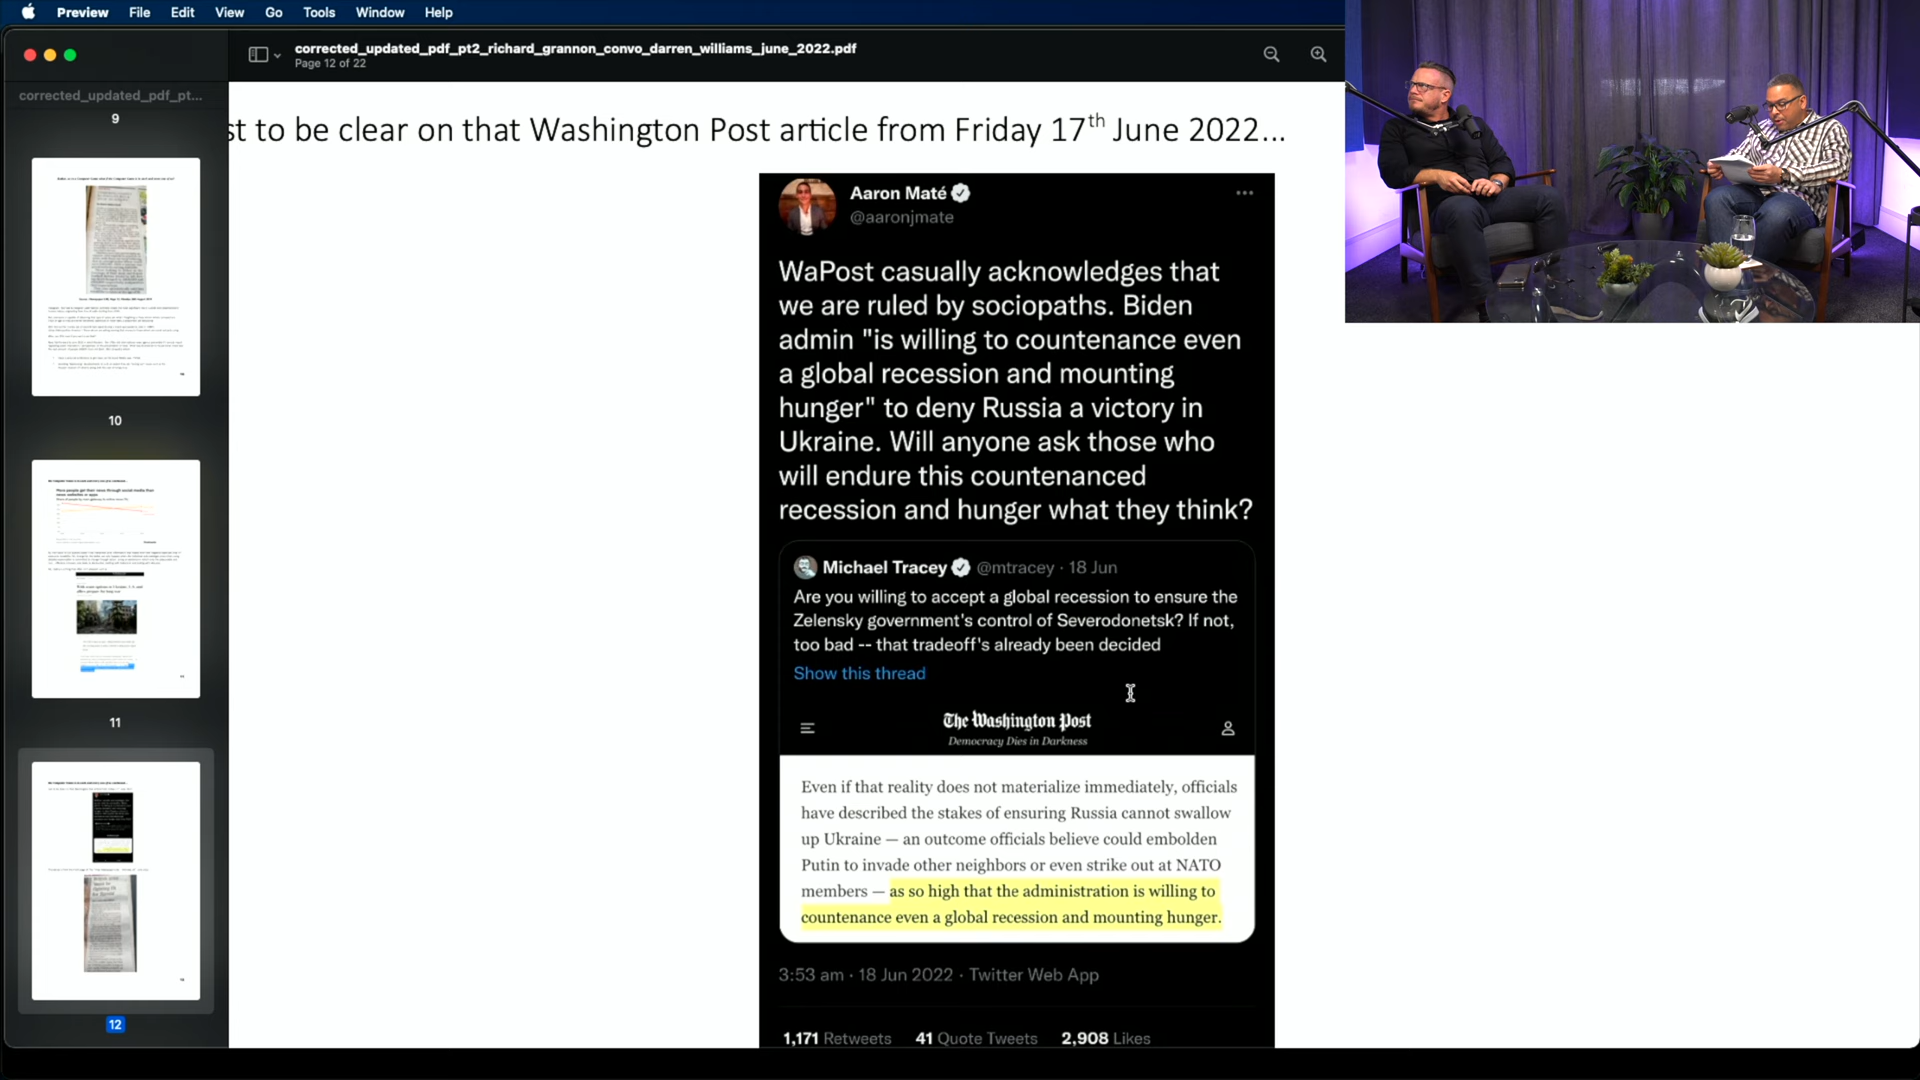 Preview File Edit View Go Tools Window Help
corrected_updated_pdf_pt2_richard_grannon_convo_darren_williams_june_2022.pdf
Page 12 of 22
corrected_updated_pdf_pt...
9
10
11
12
st to be clear on that Washington Post article from Friday 17th June 2022...
Aaron Maté
@aaronjmate
WaPost casually acknowledges that
we are ruled by sociopaths. Biden
admin "is willing to countenance even
a global recession and mounting
hunger" to deny Russia a victory in
Ukraine. Will anyone ask those who
will endure this countenanced
recession and hunger what they think?
Michael Tracey @mtracey · 18 Jun
Are you willing to accept a global recession to ensure the
Zelensky government's control of Severodonetsk? If not,
too bad -- that tradeoff's already been decided
Show this thread
The Washington Post
Democracy Dies in Darkness
Even if that reality does not materialize immediately, officials
have described the stakes of ensuring Russia cannot swallow
up Ukraine — an outcome officials believe could embolden
Putin to invade other neighbors or even strike out at NATO
members — as so high that the administration is willing to
countenance even a global recession and mounting hunger.
3:53 am · 18 Jun 2022 · Twitter Web App
1,171 Retweets 41 Quote Tweets 2,908 Likes